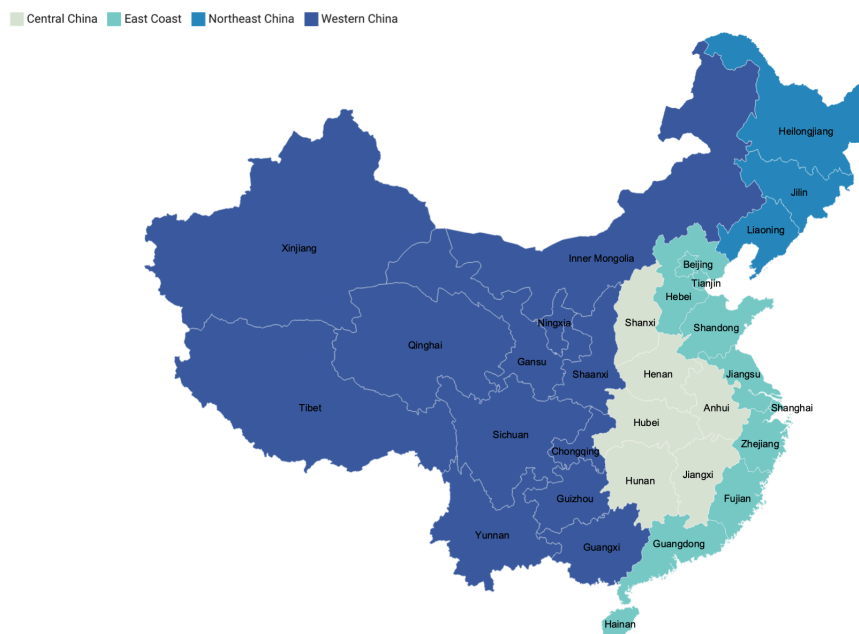 Central China
East Coast
Northeast China
Western China
Heilongjiang
Jilin
Liaoning
Xinjiang
Inner Mongolia
Beijing
Tianjin
Hebei
Shanxi
Ningxia
Shandong
Qinghai
Gansu
Shaanxi
Henan
Jiangsu
Tibet
Anhui
Shanghai
Hubei
Sichuan
Zhejiang
Chongqing
Hunan
Jiangxi
Guizhou
Fujian
Yunnan
Guangxi
Guangdong
Hainan